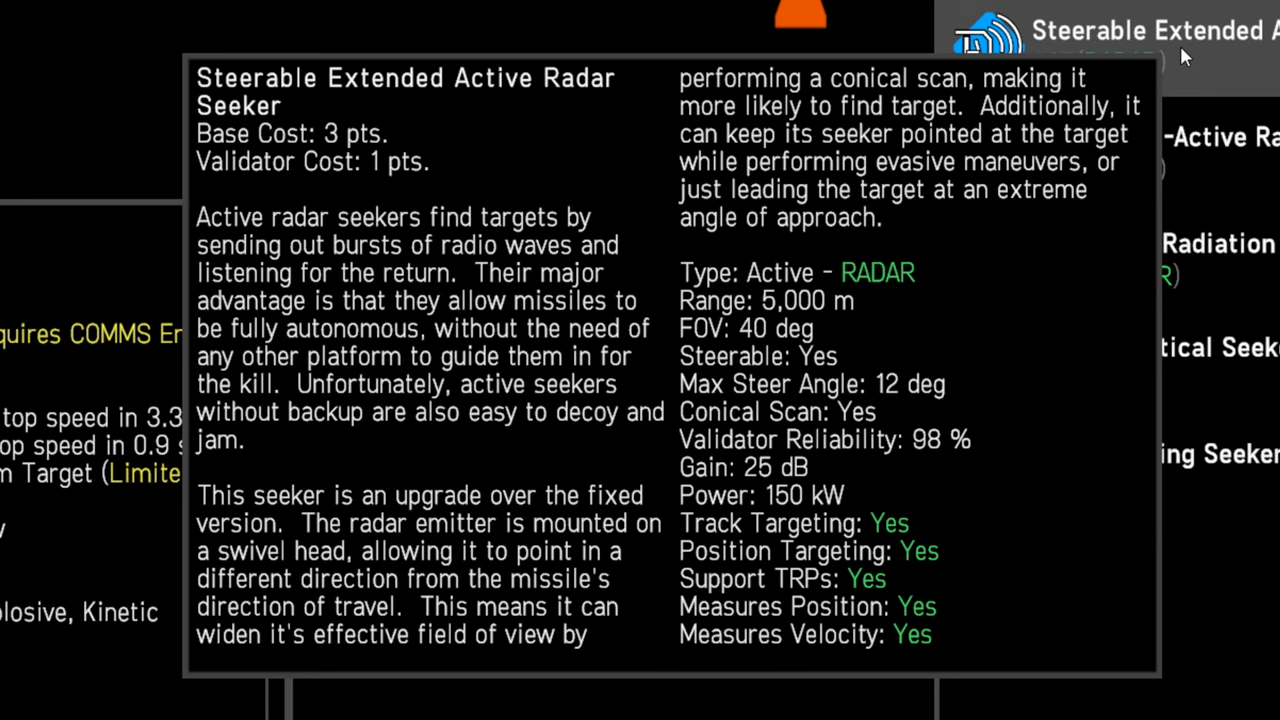 Steerable Extended Active Radar
Seeker
Base Cost: 3 pts.
Validator Cost: 1 pts.
Active radar seekers find targets by
sending out bursts of radio waves and
listening for the return.  Their major
advantage is that they allow missiles to
be fully autonomous, without the need of
any other platform to guide them in for
the kill.  Unfortunately, active seekers
without backup are also easy to decoy and
jam.
This seeker is an upgrade over the fixed
version.  The radar emitter is mounted on
a swivel head, allowing it to point in a
different direction from the missile's
direction of travel.  This means it can
widen it's effective field of view by
performing a conical scan, making it
more likely to find target.  Additionally, it
can keep its seeker pointed at the target
while performing evasive maneuvers, or
just leading the target at an extreme
angle of approach.
Type: Active - RADAR
Range: 5,000 m
FOV: 40 deg
Steerable: Yes
Max Steer Angle: 12 deg
Conical Scan: Yes
Validator Reliability: 98 %
Gain: 25 dB
Power: 150 kW
Track Targeting: Yes
Position Targeting: Yes
Support TRPs: Yes
Measures Position: Yes
Measures Velocity: Yes
Steerable Extended A
-Active Ra
Radiation
R)
tical Seek
ing Seeker
quires COMMS En
top speed in 3.3
op speed in 0.9 s
m Target (Limite
plosive, Kinetic